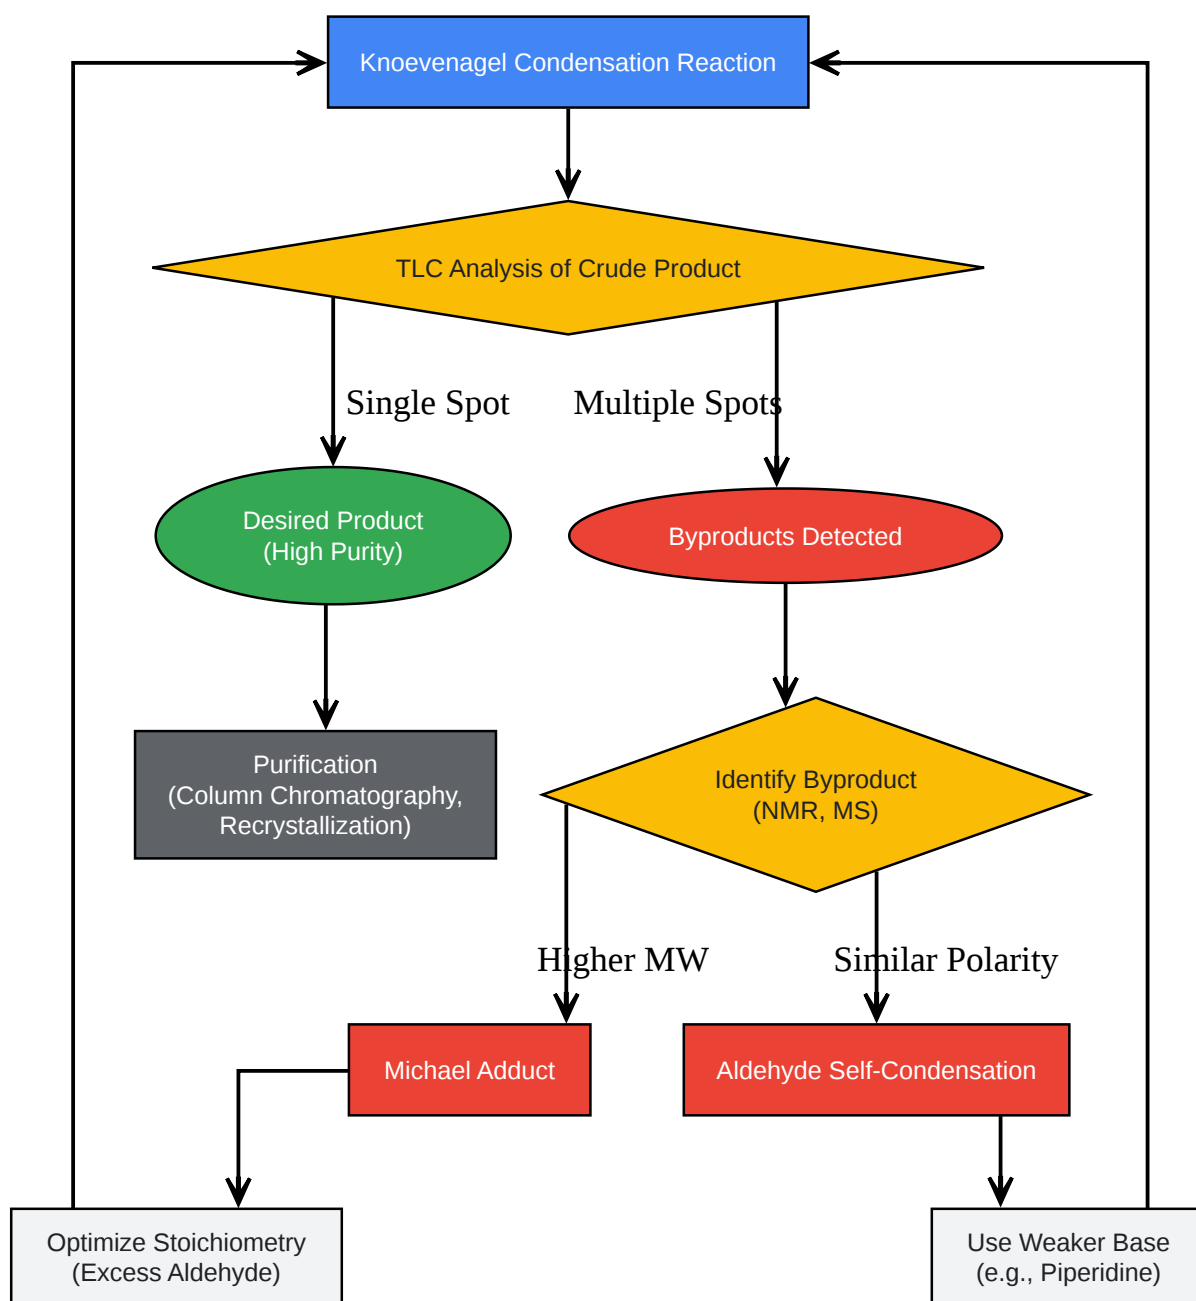 Knoevenagel Condensation Reaction
TLC Analysis of Crude Product
Single Spot
Multiple Spots
Desired Product
(High Purity)
Byproducts Detected
Purification
(Column Chromatography,
Recrystallization)
Identify Byproduct
(NMR, MS)
Higher MW
Similar Polarity
Michael Adduct
Aldehyde Self-Condensation
Optimize Stoichiometry
(Excess Aldehyde)
Use Weaker Base
(e.g., Piperidine)